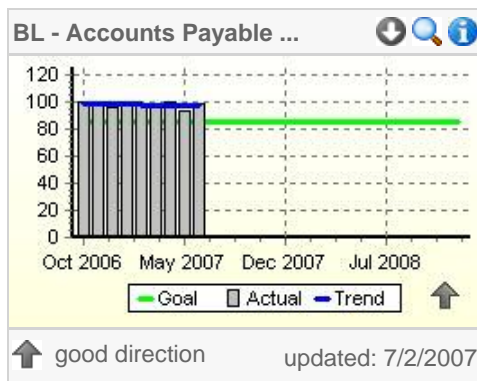 BL - Accounts Payable ...
120
100
80
60
40
20
0
Oct 2006 May 2007 Dec 2007 Jul 2008
Goal Actual Trend
good direction updated: 7/2/2007